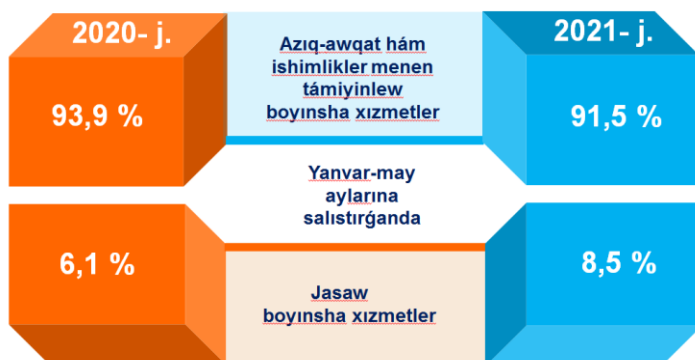 2020- j.
93,9 %
6,1 %
Azıq-awqat hám
ishimlikler menen
támiyinlew
boyınsha xızmetler
Yanvar-may
aylarına
salıstırǵanda
Jasaw
boyınsha xızmetler
2021- j.
91,5 %
8,5 %